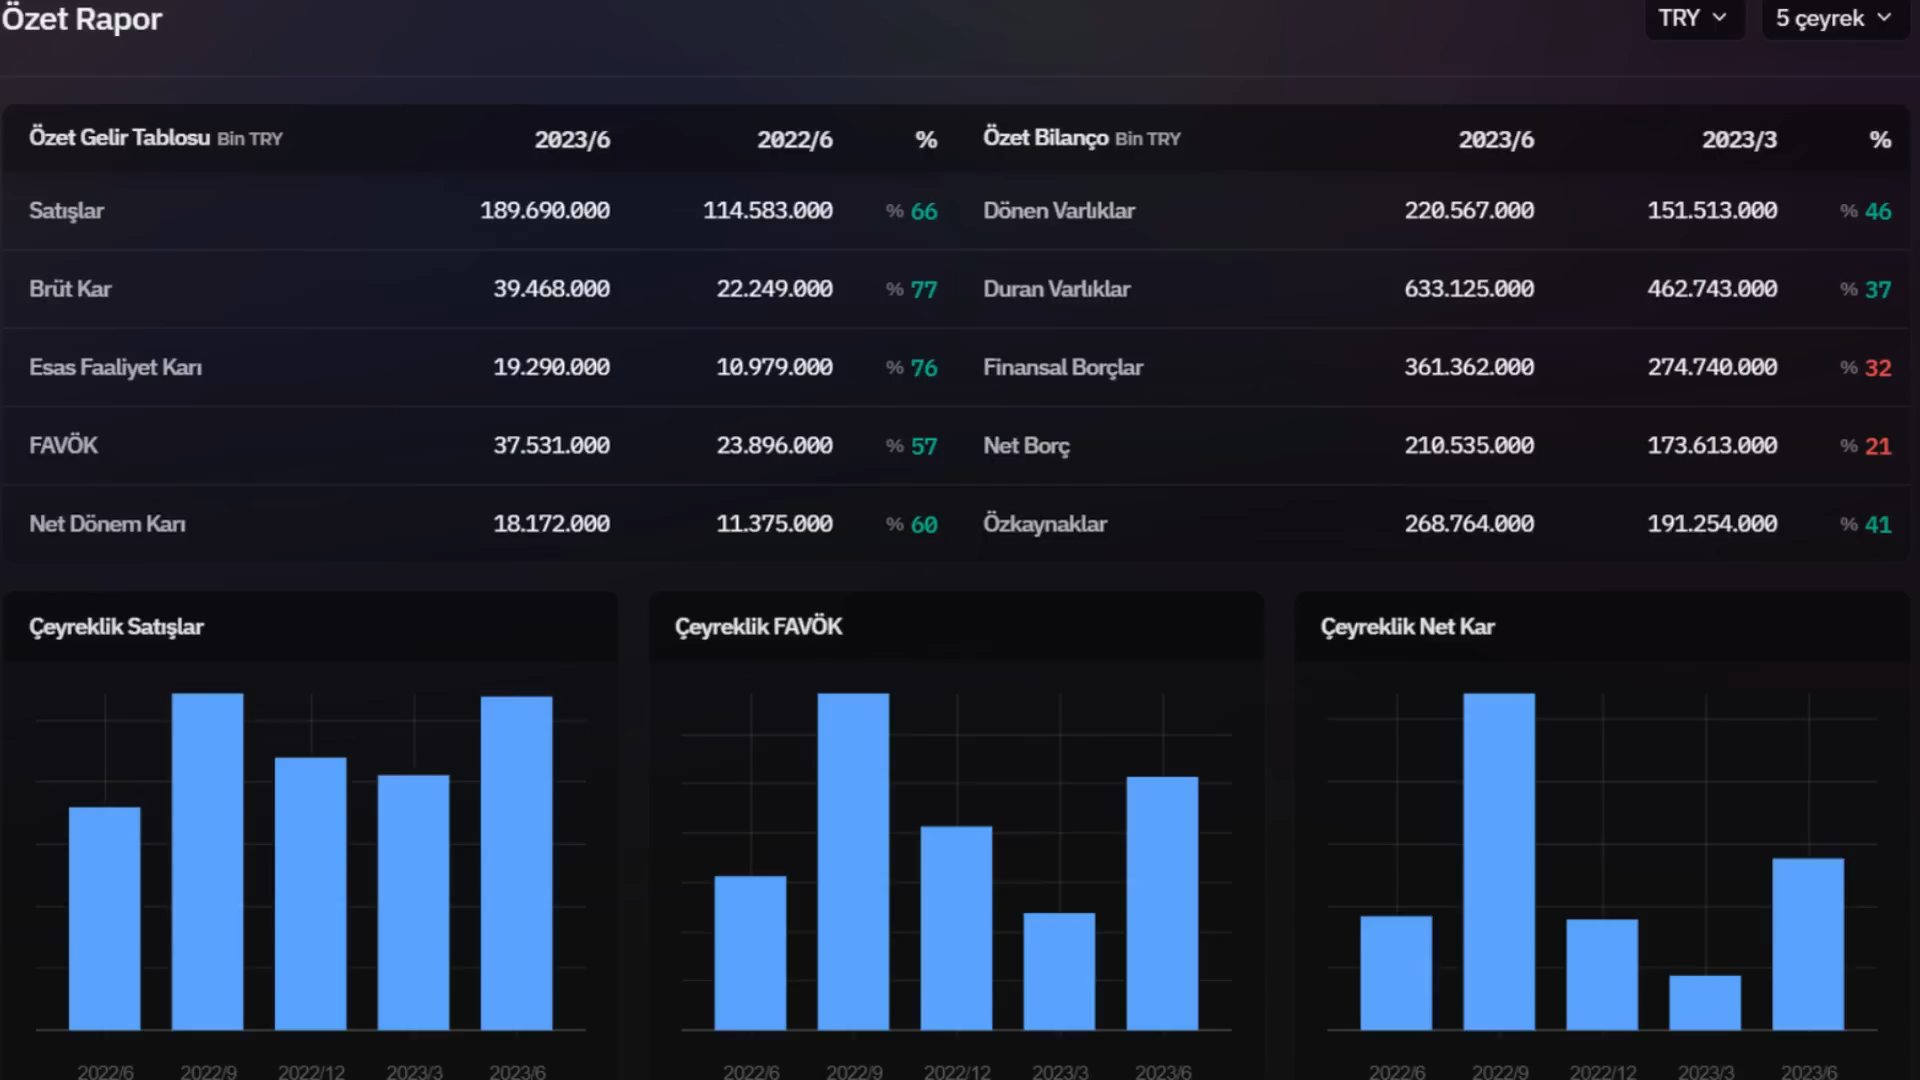 Özet Rapor
TRY
5 çeyrek
Özet Gelir Tablosu Bin TRY 2023/6 2022/6 %
Satışlar 189.690.000 114.583.000 % 66
Brüt Kar 39.468.000 22.249.000 % 77
Esas Faaliyet Karı 19.290.000 10.979.000 % 76
FAVÖK 37.531.000 23.896.000 % 57
Net Dönem Karı 18.172.000 11.375.000 % 60
Özet Bilanço Bin TRY 2023/6 2023/3 %
Dönen Varlıklar 220.567.000 151.513.000 % 46
Duran Varlıklar 633.125.000 462.743.000 % 37
Finansal Borçlar 361.362.000 274.740.000 % 32
Net Borç 210.535.000 173.613.000 % 21
Özkaynaklar 268.764.000 191.254.000 % 41
Çeyreklik Satışlar
2022/6 2022/9 2022/12 2023/3 2023/6
Çeyreklik FAVÖK
2022/6 2022/9 2022/12 2023/3 2023/6
Çeyreklik Net Kar
2022/6 2022/9 2022/12 2023/3 2023/6